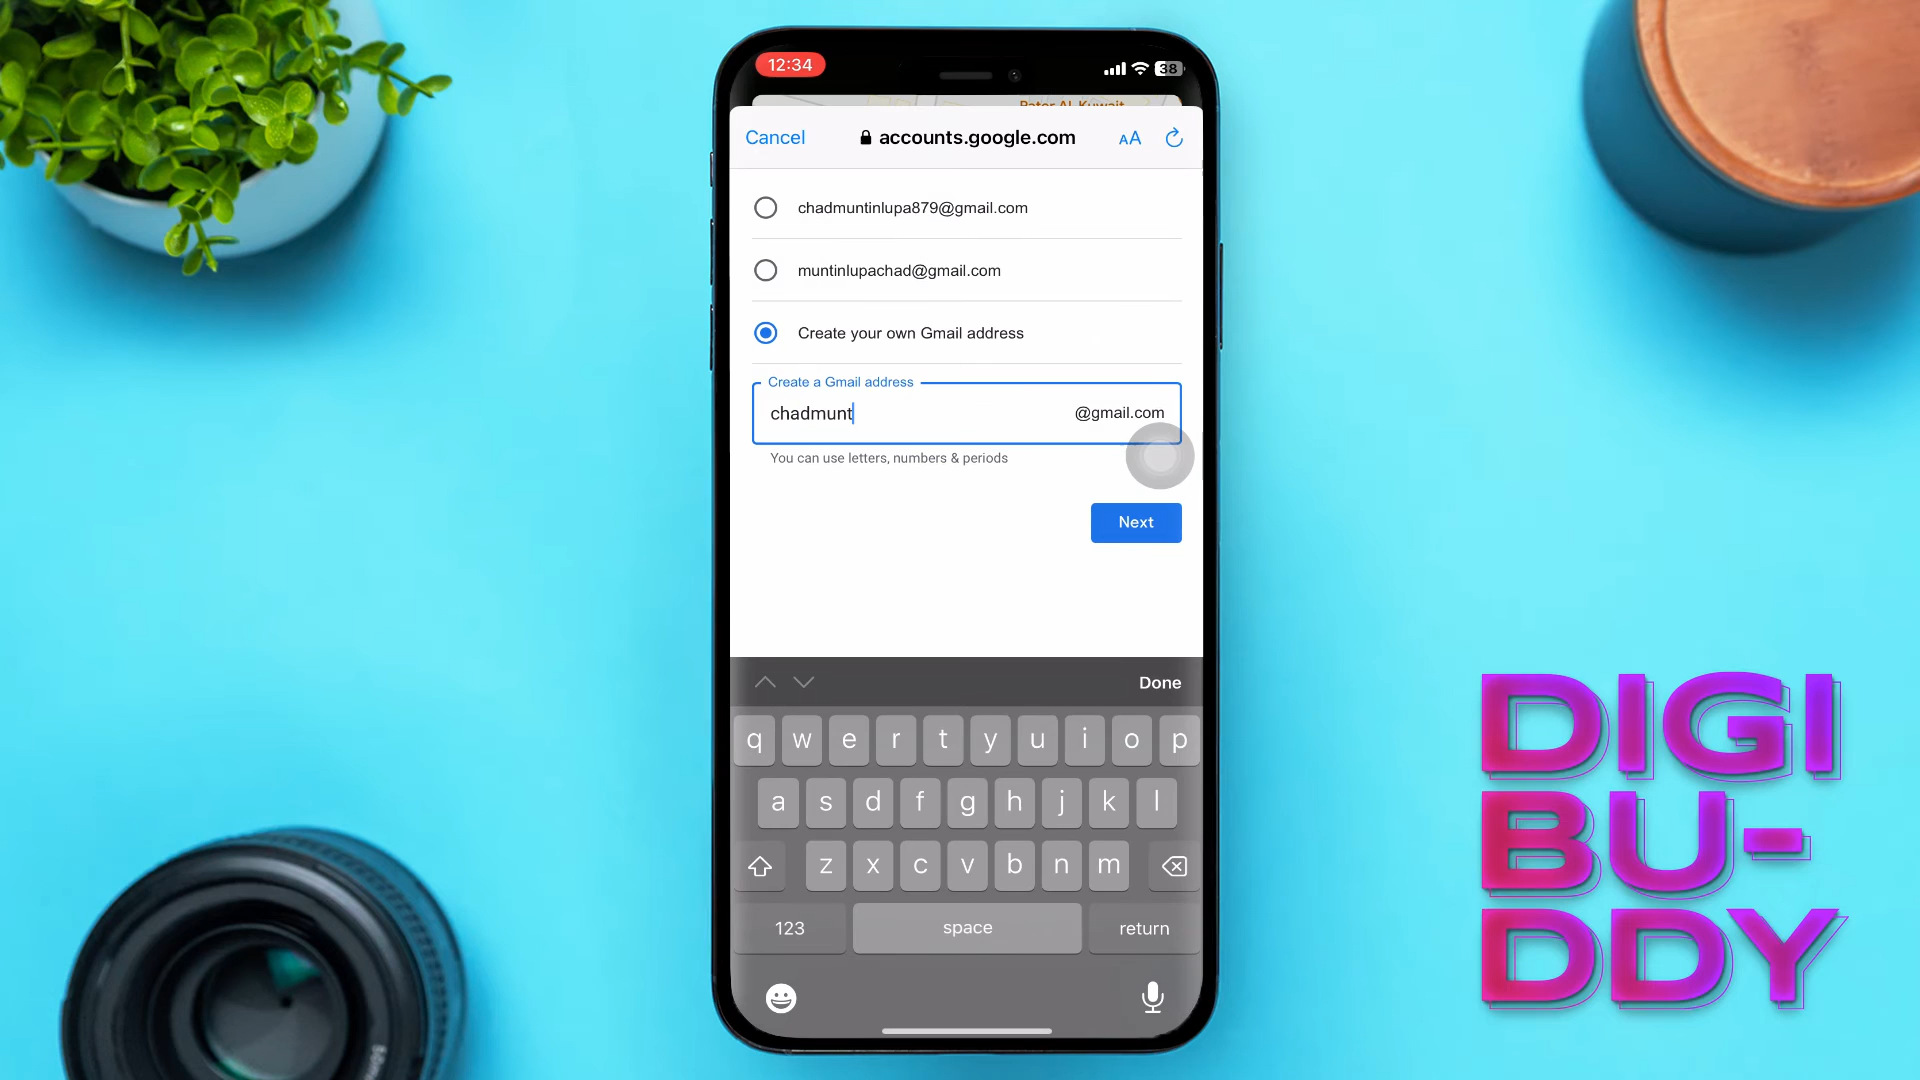 12:34
38
Cancel
accounts.google.com
AA
chadmuntinlupa879@gmail.com
muntinlupachad@gmail.com
Create your own Gmail address
Create a Gmail address
chadmunt
@gmail.com
You can use letters, numbers & periods
Next
Done
q w e r t y u i o p
a s d f g h j k l
z x c v b n m
123 space return
DIGI
BU-
DDY